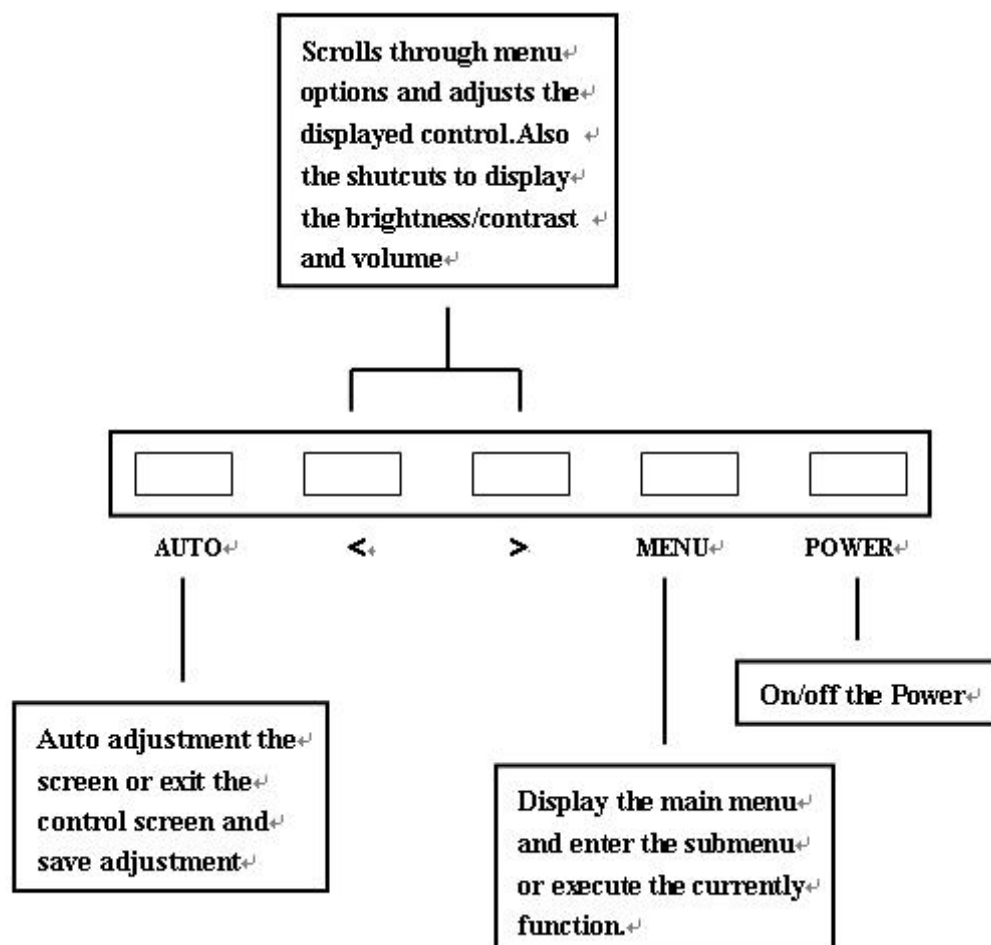 Scrolls through menu
options and adjusts the
displayed control.Also
the shutcuts to display
the brightness/contrast
and volume
AUTO < > MENU POWER
On/off the Power
Auto adjustment the
screen or exit the
control screen and
save adjustment
Display the main menu
and enter the submenu
or execute the currently
function.